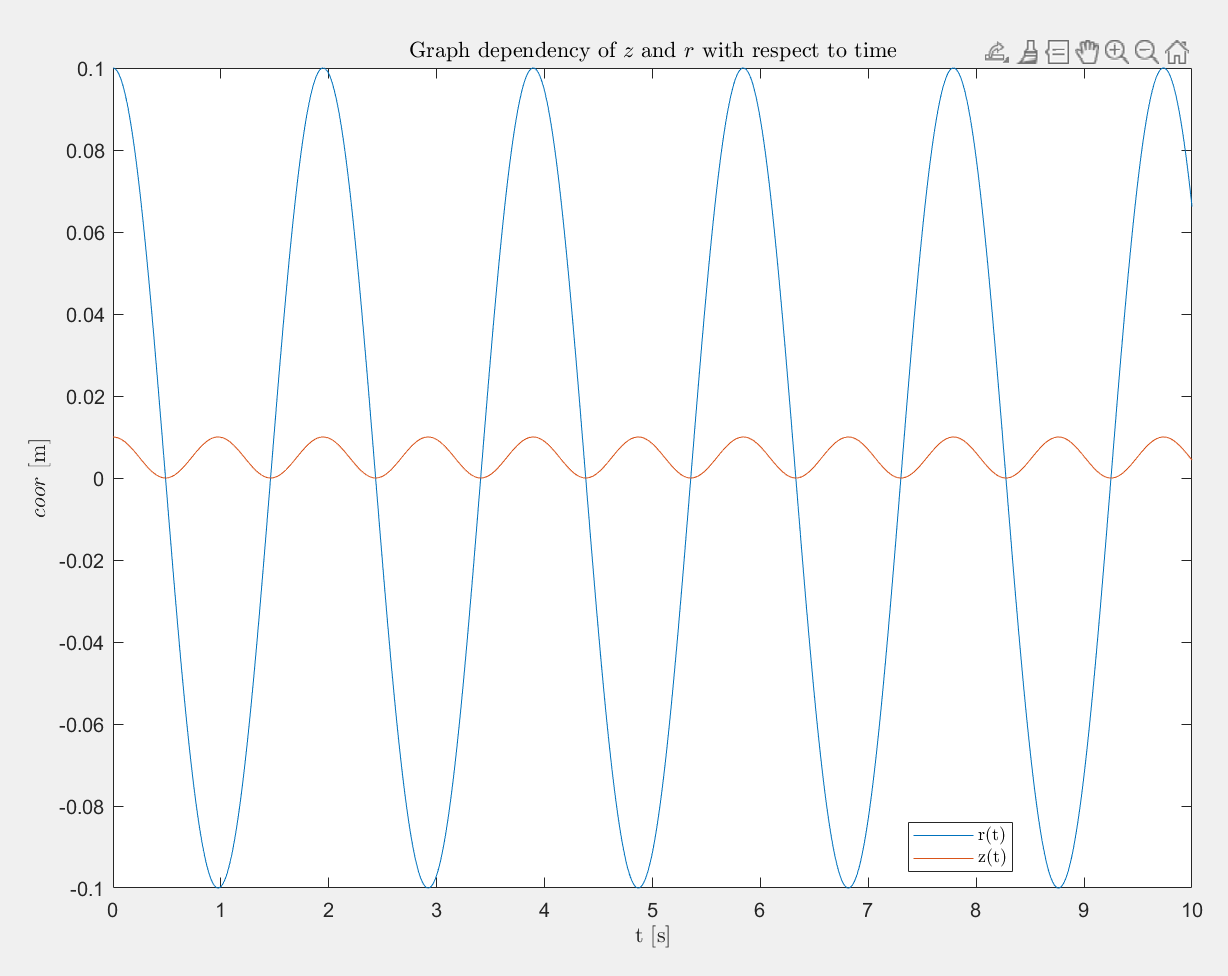 Graph dependency of z and r with respect to time
0.1
0.08
0.06
0.04
0.02
0
-0.02
-0.04
-0.06
-0.08
-0.1
coor [m]
r(t)
z(t)
0 1 2 3 4 5 6 7 8 9 10
t [s]